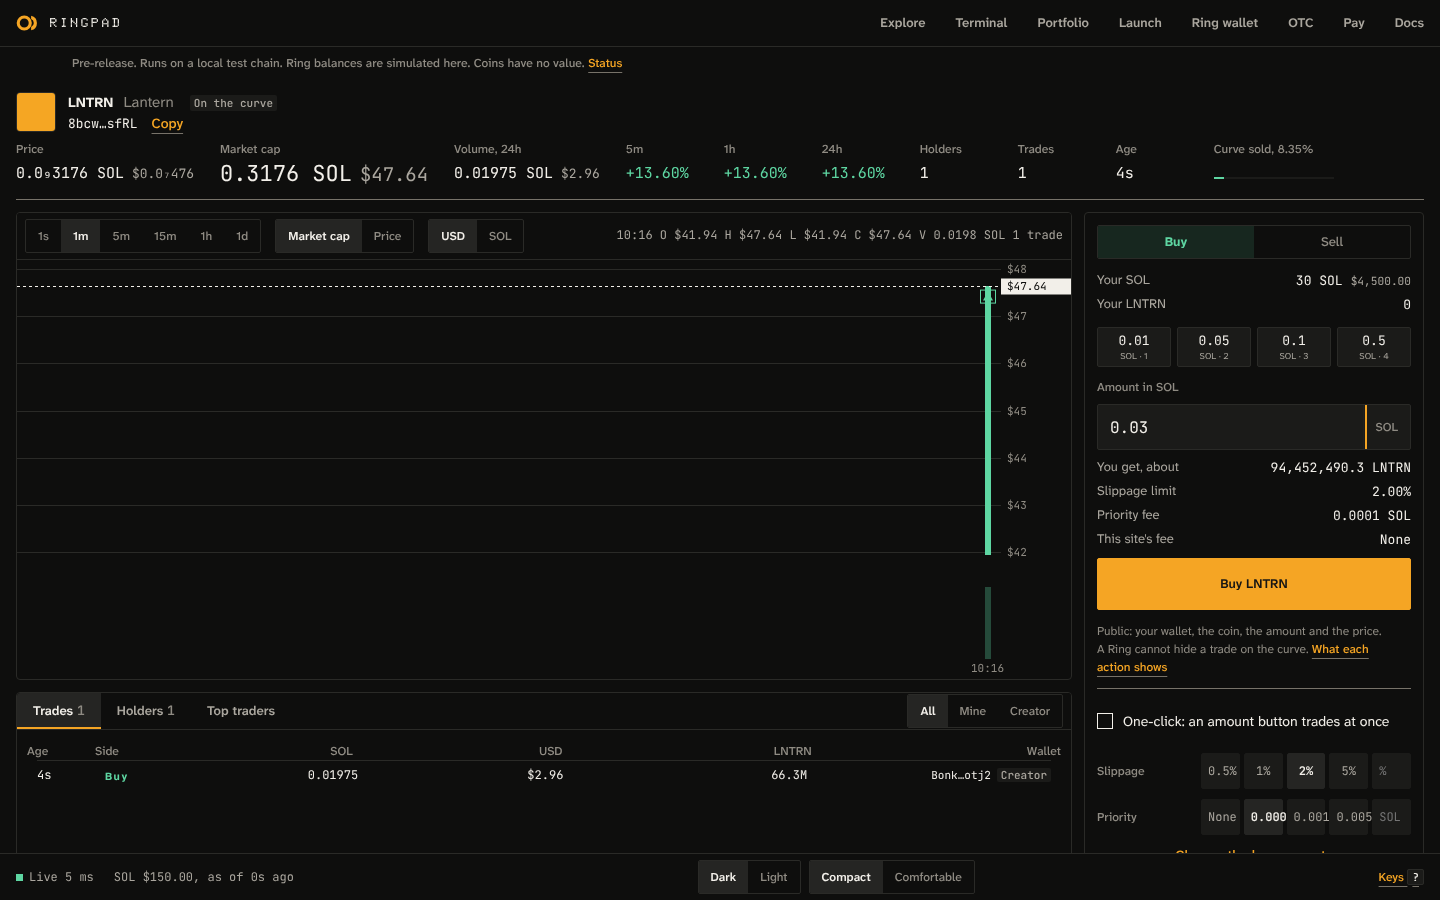 RINGPAD Explore Terminal Portfolio Launch Ring wallet OTC Pay Docs
Pre-release. Runs on a local test chain. Ring balances are simulated here. Coins have no value. Status
LNTRN Lantern On the curve
8bcw…sfRL Copy
Price Market cap Volume, 24h 5m 1h 24h Holders Trades Age Curve sold, 8.35%
0.0₉3176 SOL $0.0₇476 0.3176 SOL $47.64 0.01975 SOL $2.96 +13.60% +13.60% +13.60% 1 1 4s
1s 1m 5m 15m 1h 1d Market cap Price USD SOL 10:16 O $41.94 H $47.64 L $41.94 C $47.64 V 0.0198 SOL 1 trade
$48
$47.64
$47
$46
$45
$44
$43
$42
10:16
Buy Sell
Your SOL 30 SOL $4,500.00
Your LNTRN 0
0.01 0.05 0.1 0.5
SOL · 1 SOL · 2 SOL · 3 SOL · 4
Amount in SOL
0.03 SOL
You get, about 94,452,490.3 LNTRN
Slippage limit 2.00%
Priority fee 0.0001 SOL
This site's fee None
Buy LNTRN
Public: your wallet, the coin, the amount and the price.
A Ring cannot hide a trade on the curve. What each
action shows
One-click: an amount button trades at once
Slippage 0.5% 1% 2% 5% %
Priority None 0.000 0.001 0.005 SOL
Trades 1 Holders 1 Top traders All Mine Creator
Age Side SOL USD LNTRN Wallet
4s Buy 0.01975 $2.96 66.3M Bonk…otj2 Creator
Live 5 ms SOL $150.00, as of 0s ago Dark Light Compact Comfortable Keys ?